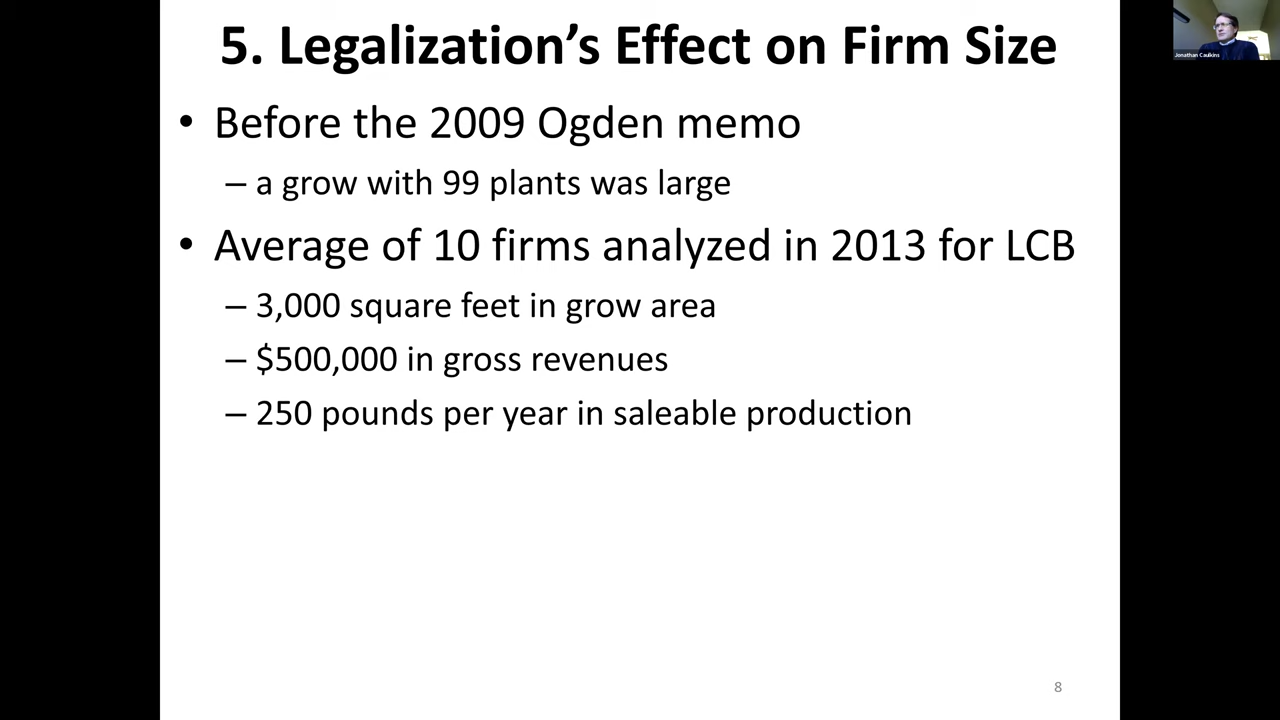 5. Legalization’s Effect on Firm Size
• Before the 2009 Ogden memo
– a grow with 99 plants was large
• Average of 10 firms analyzed in 2013 for LCB
– 3,000 square feet in grow area
– $500,000 in gross revenues
– 250 pounds per year in saleable production
8
Jonathan Caulkins